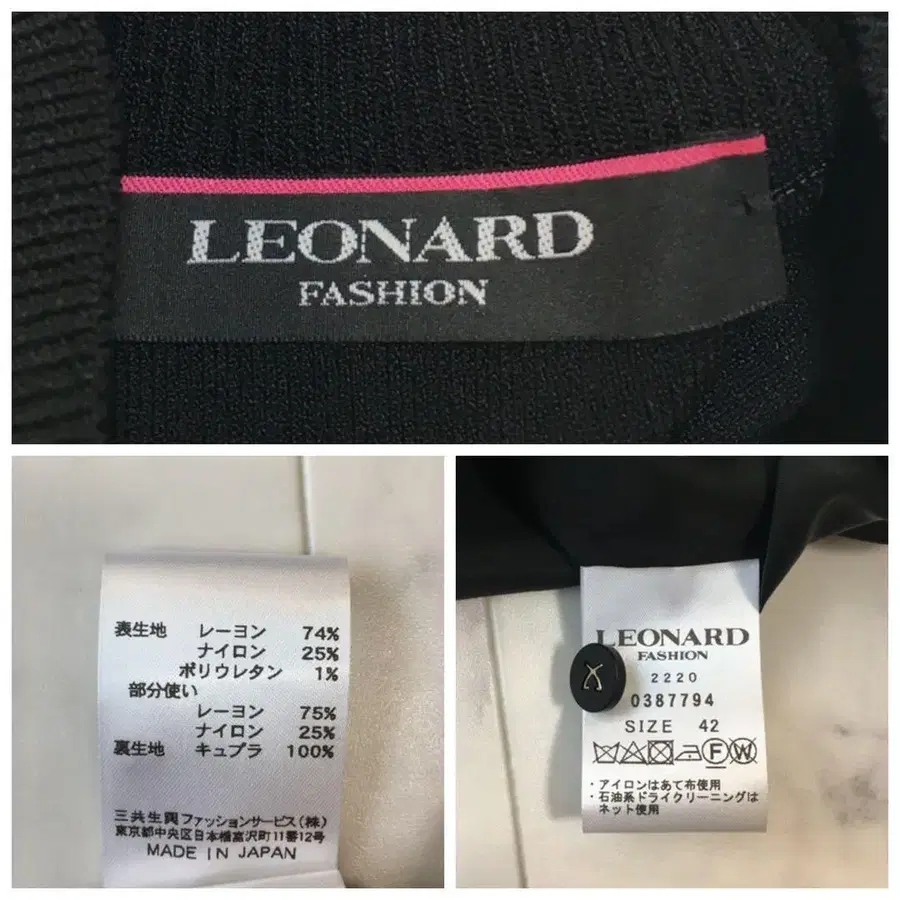 LEONARD
FASHION
表生地 レーヨン 74%
ナイロン 25%
ポリウレタン 1%
部分使い
レーヨン 75%
ナイロン 25%
裏生地 キュプラ 100%
三共生興ファッションサービス(株)
東京都中央区日本橋富沢町11番12号
MADE IN JAPAN
LEONARD
FASHION
2220
0387794
SIZE 42
F W
・アイロンはあて布使用
・石油系ドライクリーニングは
ネット使用